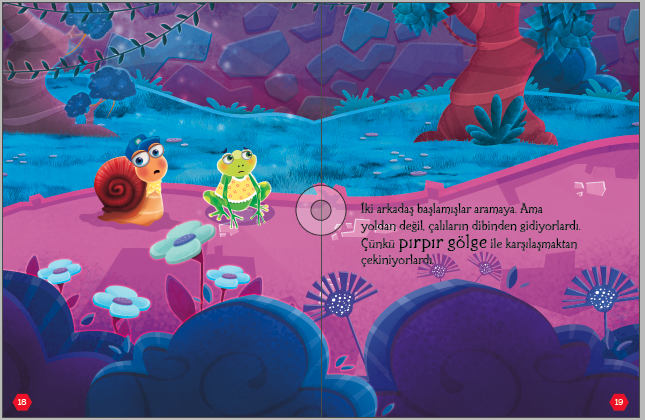 İki arkadaş başlamışlar aramaya. Ama
yoldan değil, çalıların dibinden gidiyorlardı.
Çünkü pırpır gölge ile karşılaşmaktan
çekiniyorlardı.
18
19